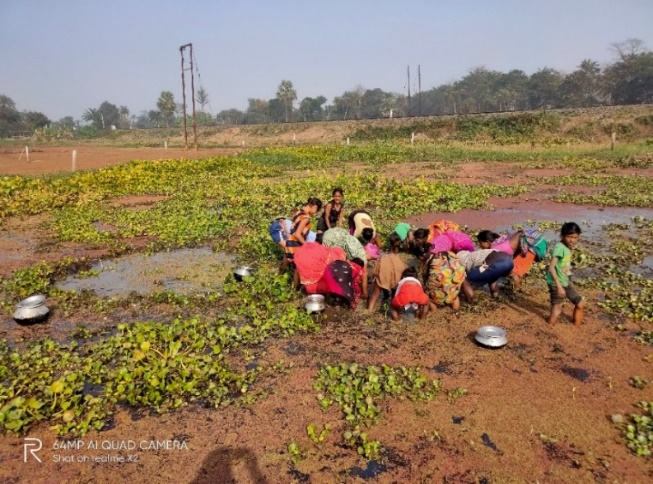 R
64MP AI QUAD CAMERA
Shot on realme X2